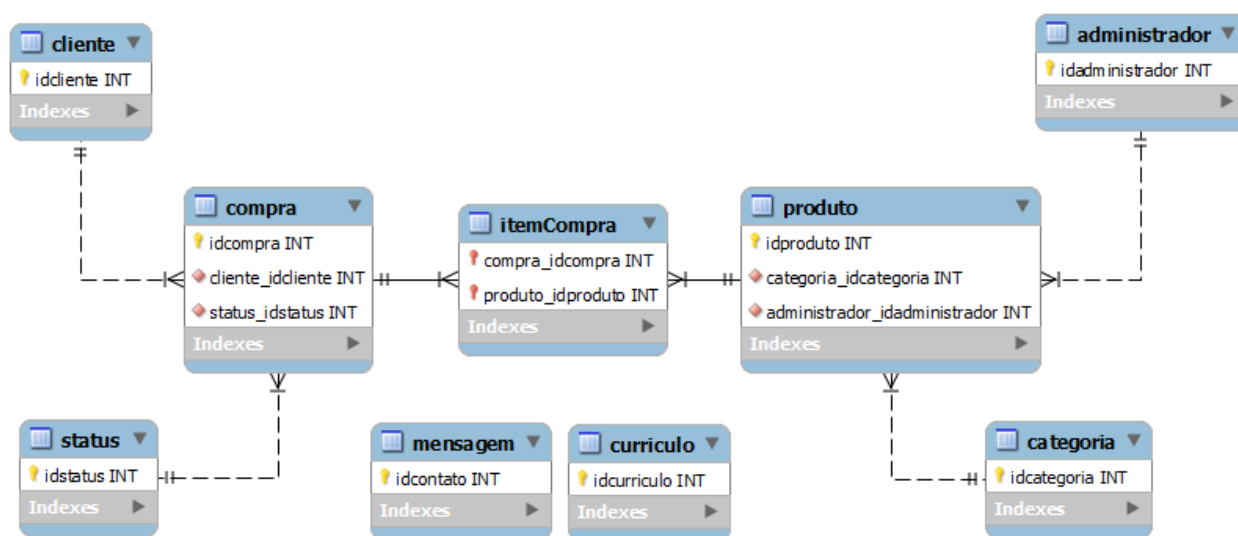 cliente
idcliente INT
Indexes
administrador
idadministrador INT
Indexes
compra
idcompra INT
cliente_idcliente INT
status_idstatus INT
Indexes
itemCompra
compra_idcompra INT
produto_idproduto INT
Indexes
produto
idproduto INT
categoria_idcategoria INT
administrador_idadministrador INT
Indexes
status
idstatus INT
Indexes
mensagem
idcontato INT
Indexes
curriculo
idcurriculo INT
Indexes
categoria
idcategoria INT
Indexes